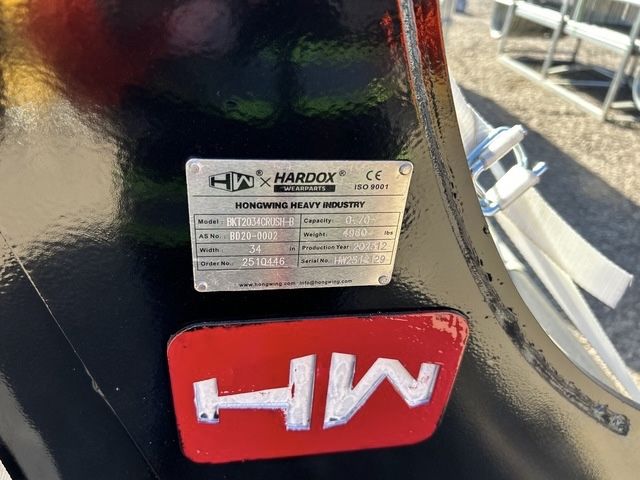 HW® × HARDOX® CE
WEARPARTS ISO 9001
HONGWING HEAVY INDUSTRY
Model: BKT2034CRUSH-B Capacity: 0.70
AS No.: BD20-0002 Weight: 4960 lbs
Width: 34 in Production Year 202512
Order No.: 2510446 Serial No.: HW2512129
www.hongwing.com info@hongwing.com
HW